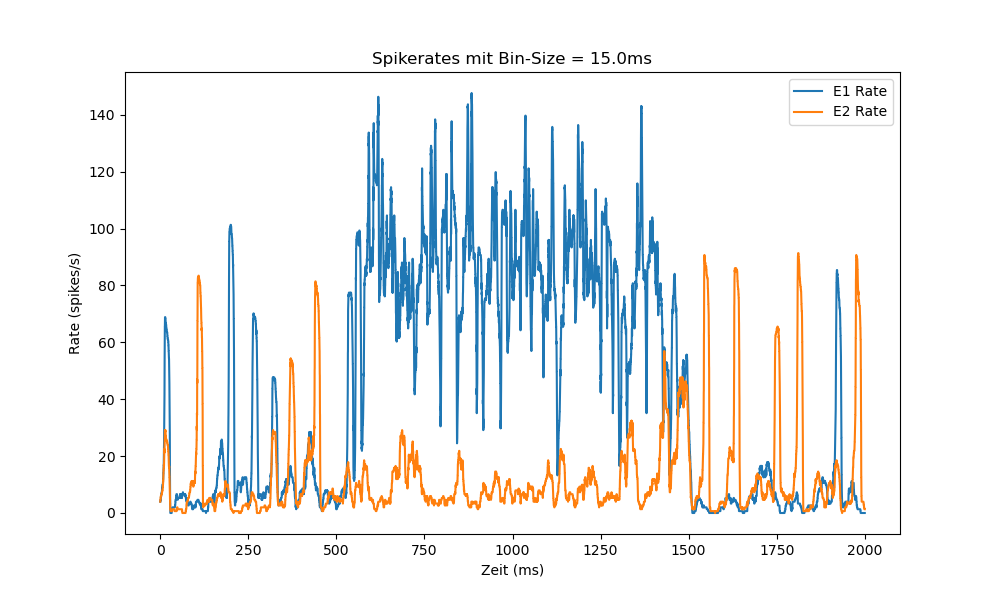 Spikerates mit Bin-Size = 15.0ms
E1 Rate
E2 Rate
Rate (spikes/s)
140
120
100
80
60
40
20
0
0 250 500 750 1000 1250 1500 1750 2000
Zeit (ms)